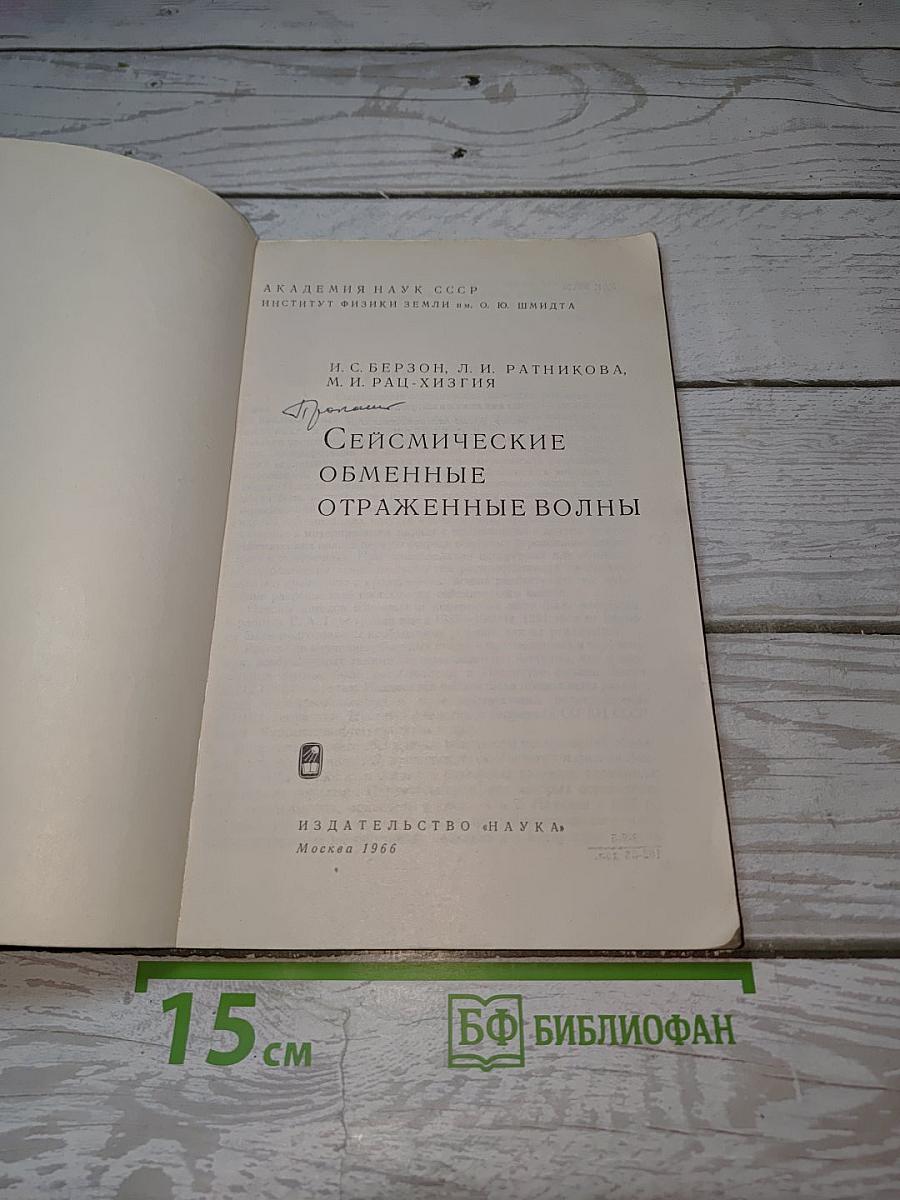 АКАДЕМИЯ НАУК СССР
ИНСТИТУТ ФИЗИКИ ЗЕМЛИ им. О. Ю. ШМИДТА
И. С. БЕРЗОН, Л. И. РАТНИКОВА,
М. И. РАЦ-ХИЗГИЯ
СЕЙСМИЧЕСКИЕ
ОБМЕННЫЕ
ОТРАЖЕННЫЕ ВОЛНЫ
ИЗДАТЕЛЬСТВО «НАУКА»
Москва 1966
15 см
БФ БИБЛИОФАН